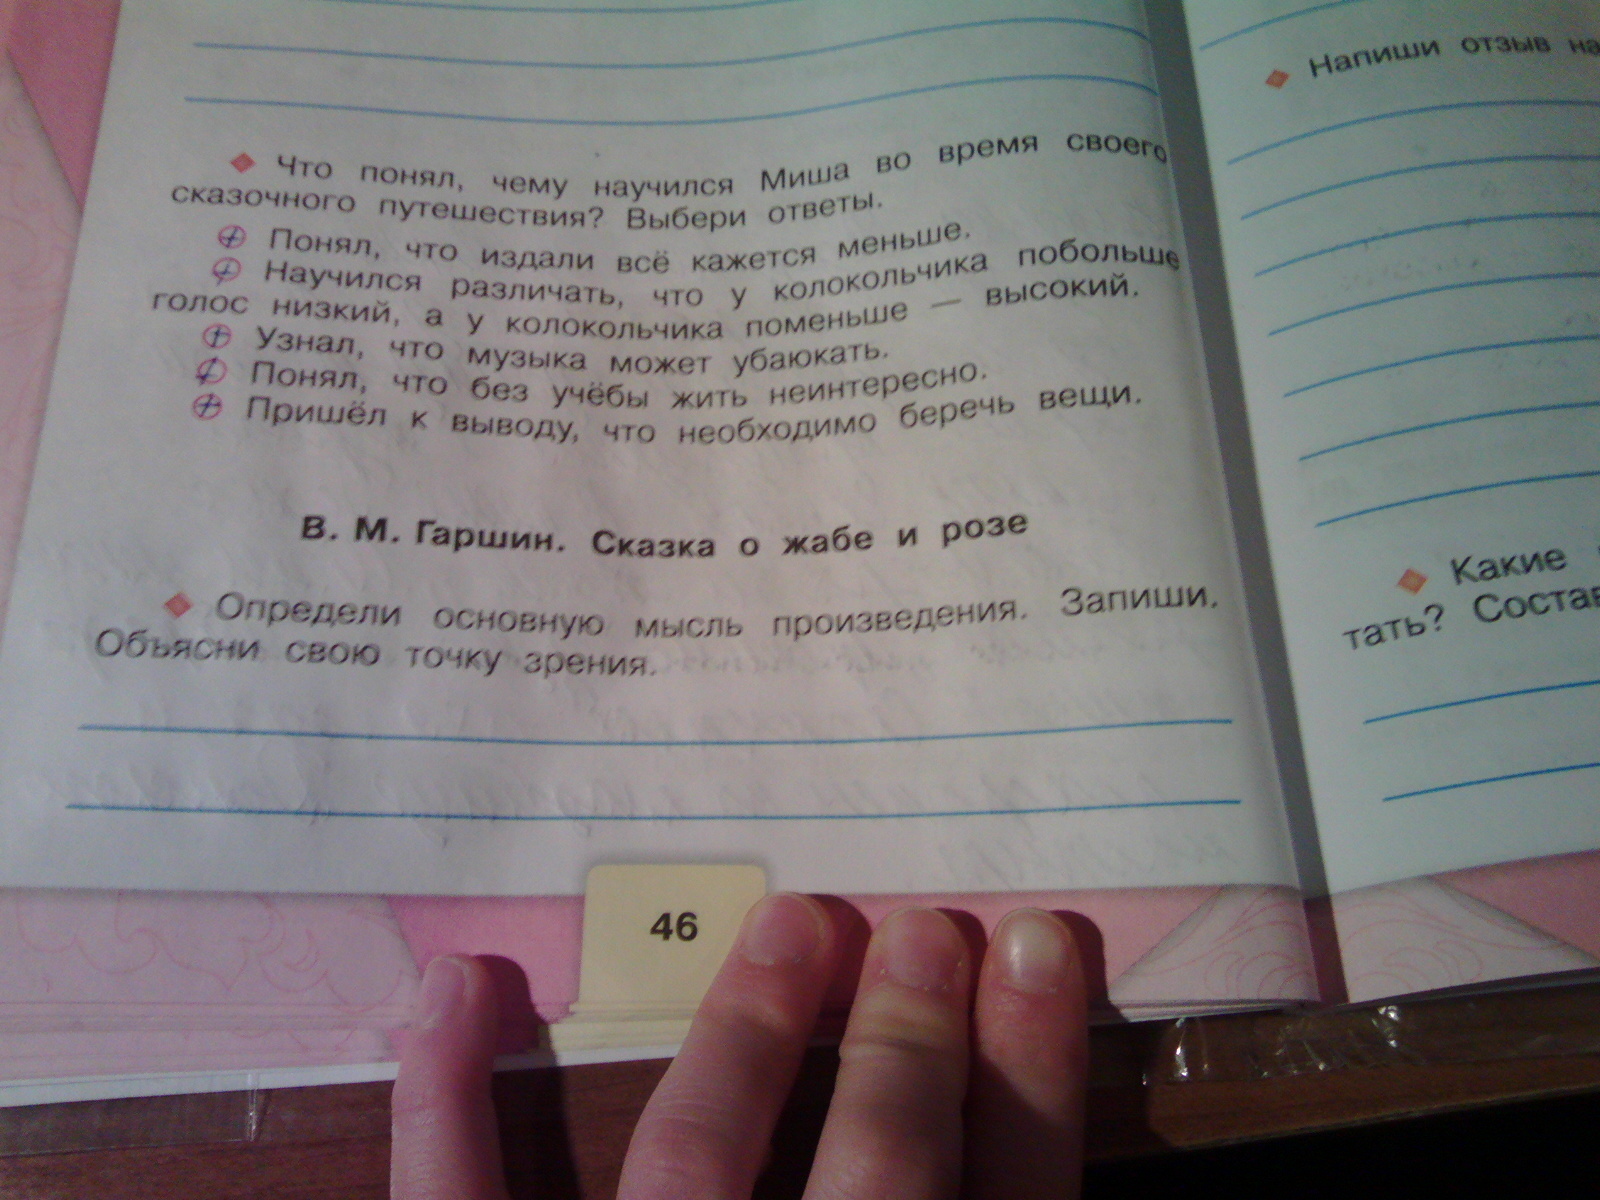 Что понял, чему научился Миша во время своего
сказочного путешествия? Выбери ответы.
Понял, что издали всё кажется меньше.
Научился различать, что у колокольчика побольше
голос низкий, а у колокольчика поменьше — высокий.
Узнал, что музыка может убаюкать.
Понял, что без учёбы жить неинтересно.
Пришёл к выводу, что необходимо беречь вещи.
В. М. Гаршин. Сказка о жабе и розе
Определи основную мысль произведения. Запиши.
Объясни свою точку зрения.
46
Напиши отзыв на
Какие
тать? Состав